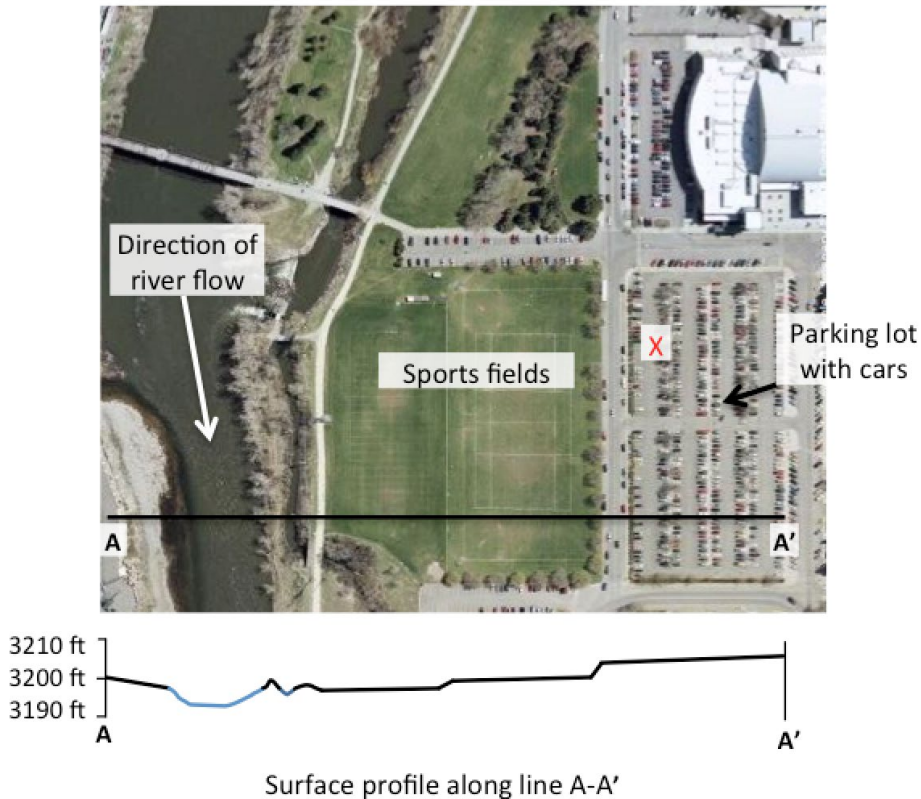 Direction of
river flow
Sports fields
X
Parking lot
with cars
A
A’
3210 ft
3200 ft
3190 ft
A
A’
Surface profile along line A-A’